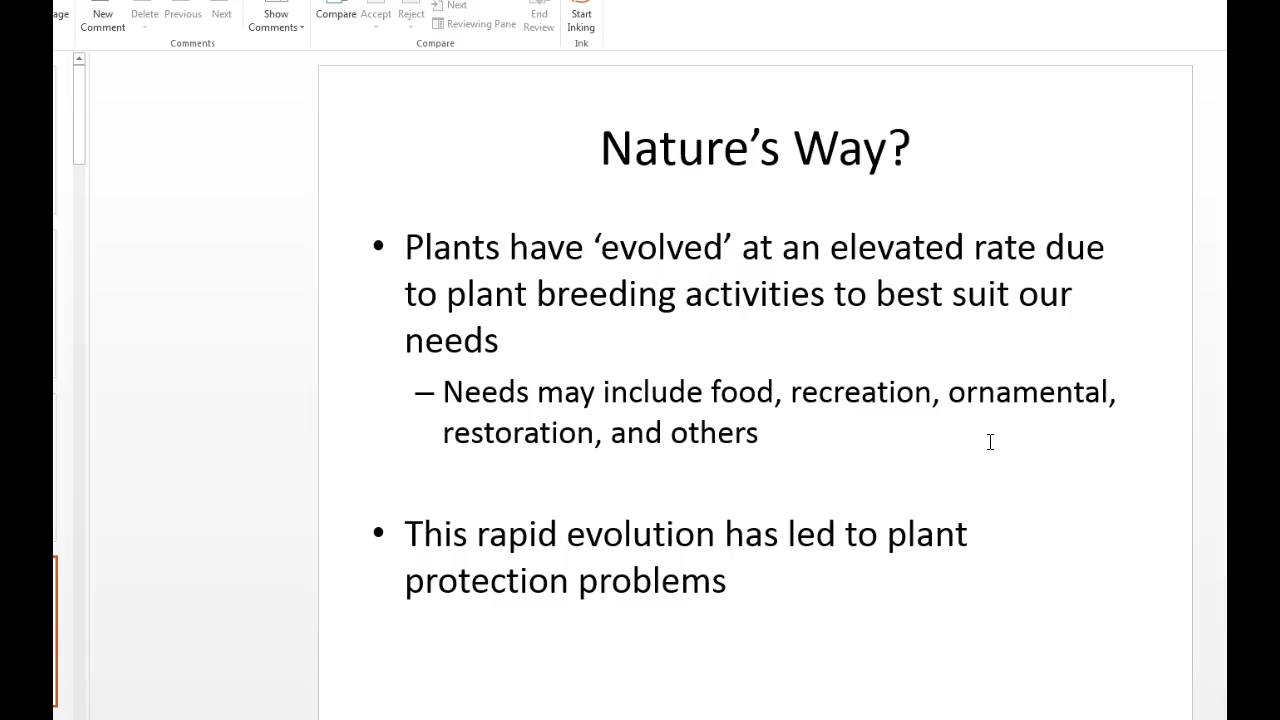 age
New
Comment
Delete
Previous
Next
Show
Comments
Comments
Compare
Accept
Reject
Next
Reviewing Pane
Compare
End
Review
Start
Inking
Ink
Nature’s Way?
• Plants have ‘evolved’ at an elevated rate due
to plant breeding activities to best suit our
needs
– Needs may include food, recreation, ornamental,
restoration, and others
• This rapid evolution has led to plant
protection problems